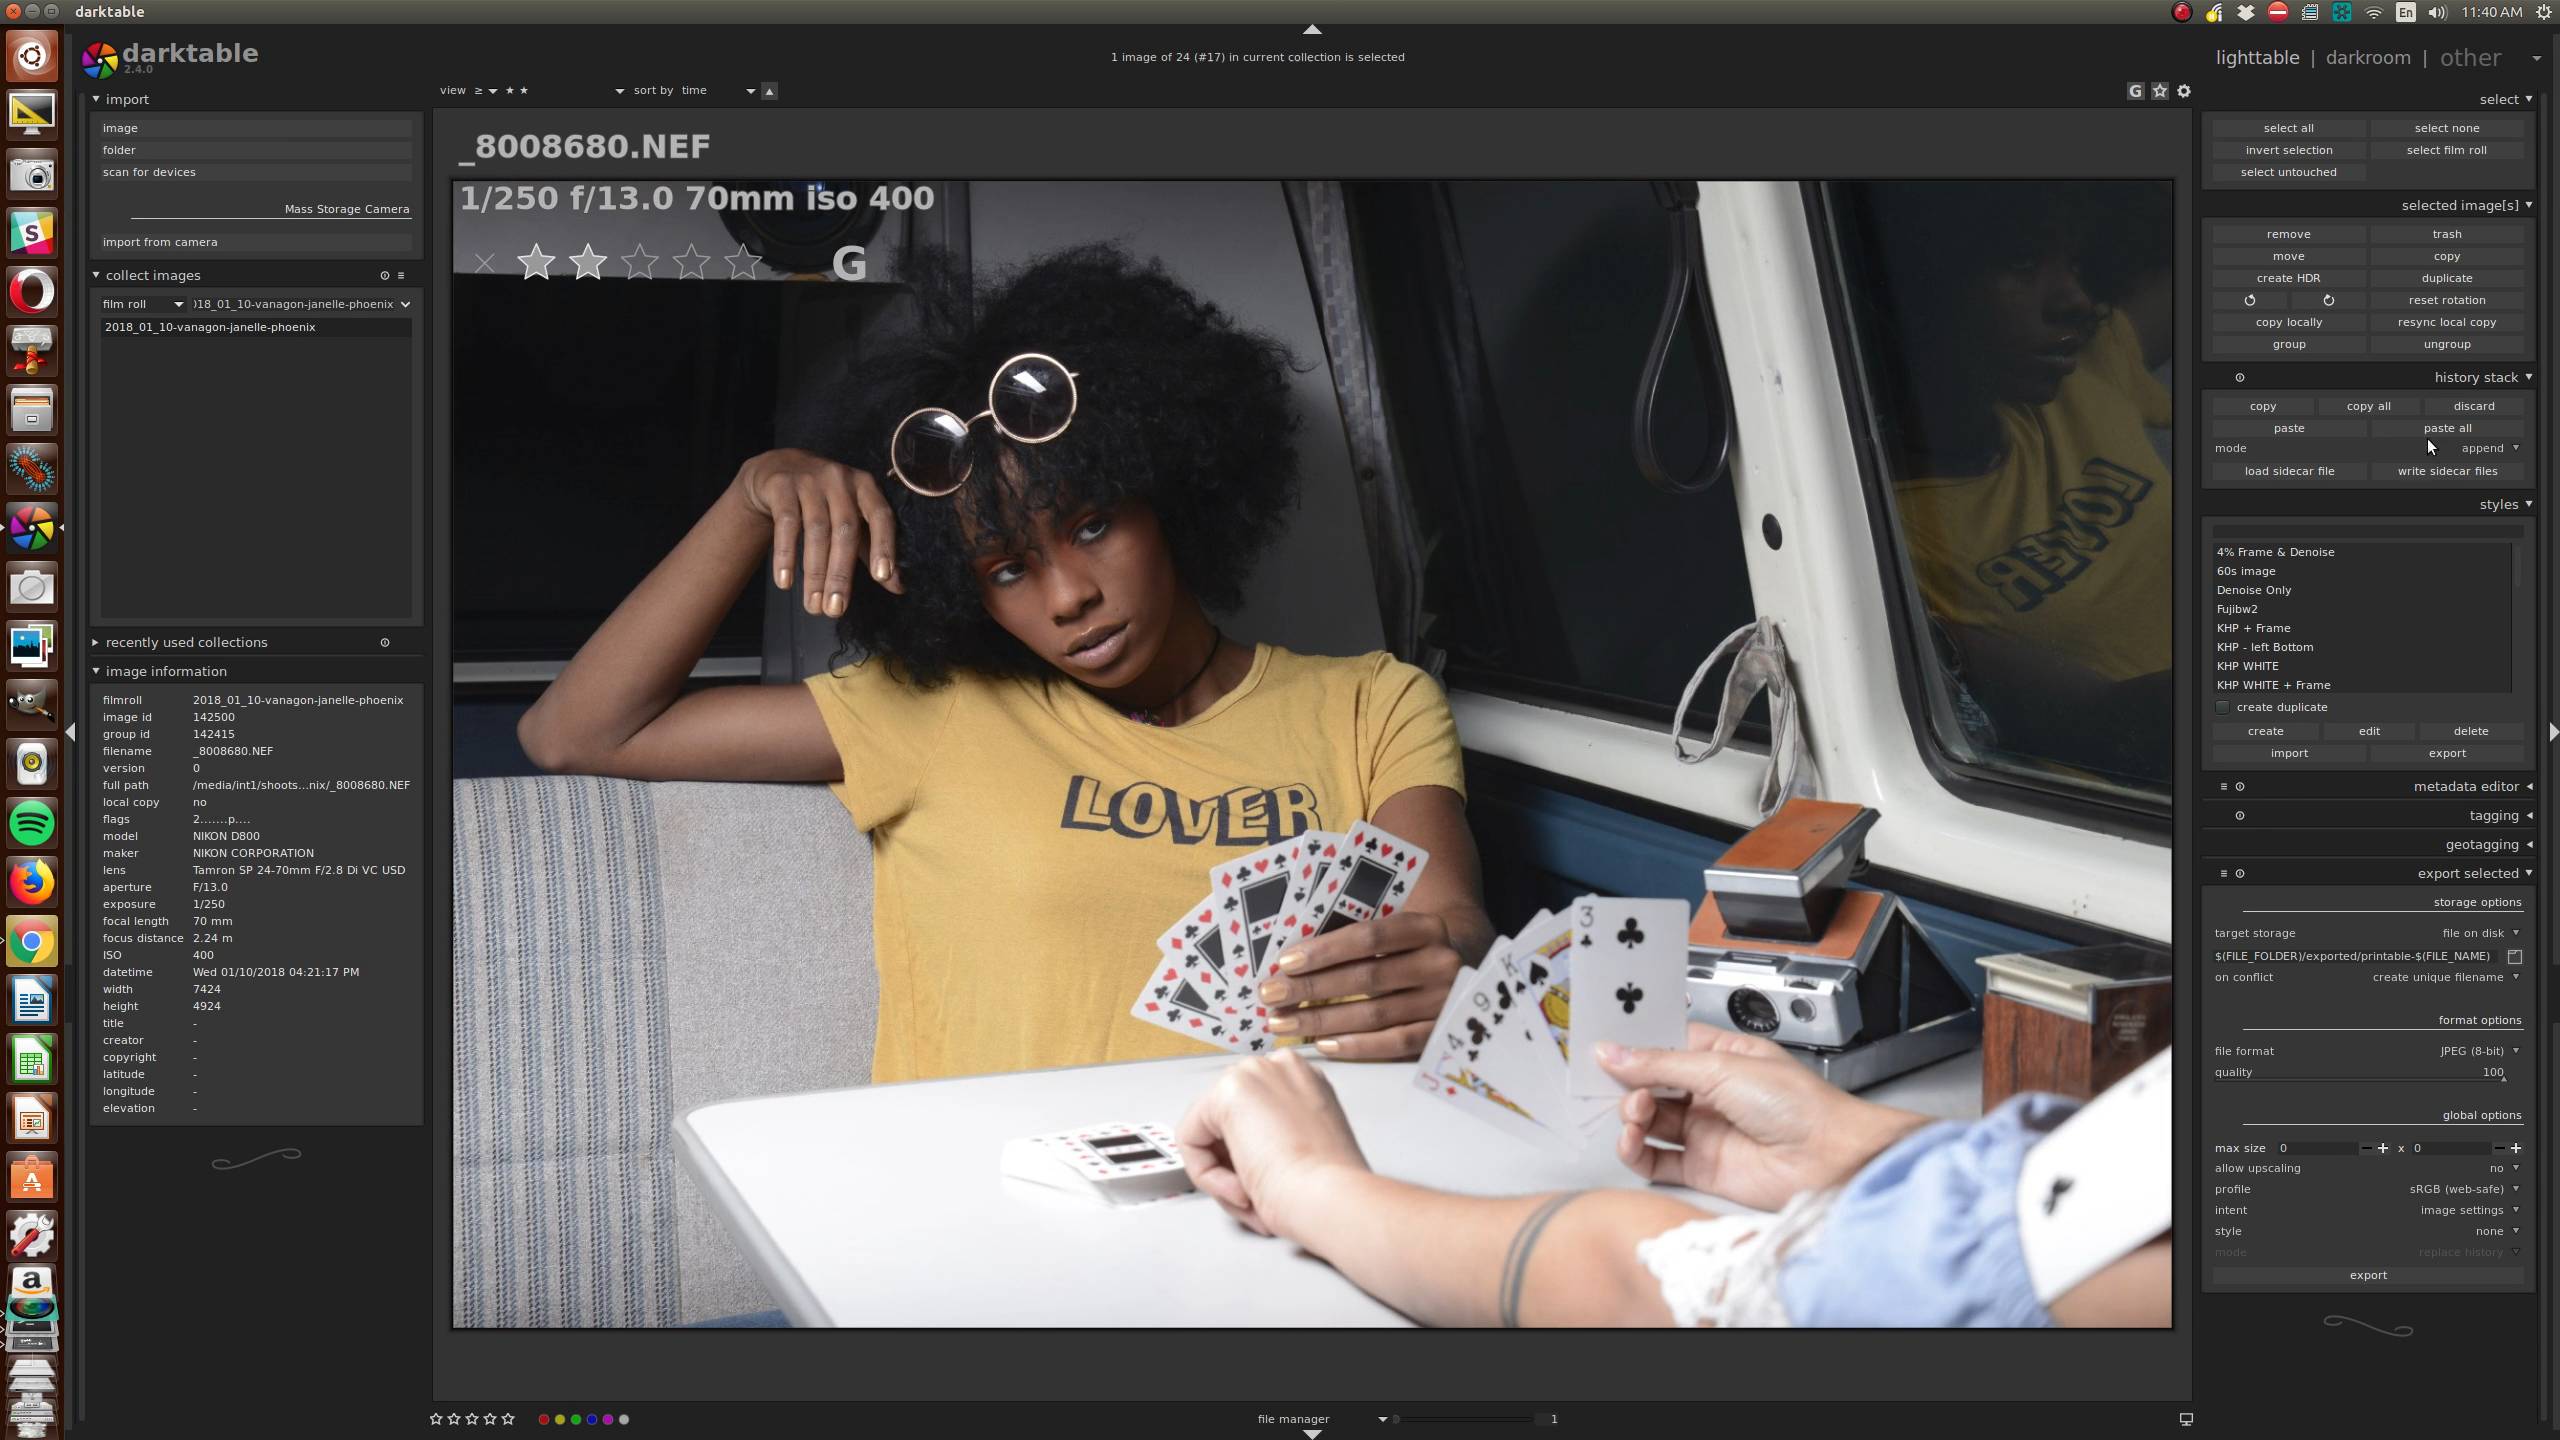 darktable
En
11:40 AM
darktable
2.4.0
1 image of 24 (#17) in current collection is selected
lighttable | darkroom | other
import
image
folder
scan for devices
Mass Storage Camera
import from camera
collect images
film roll
)18_01_10-vanagon-janelle-phoenix
2018_01_10-vanagon-janelle-phoenix
recently used collections
image information
filmroll 2018_01_10-vanagon-janelle-phoenix
image id 142500
group id 142415
filename _8008680.NEF
version 0
full path /media/int1/shoots...nix/_8008680.NEF
local copy no
flags 2.......p....
model NIKON D800
maker NIKON CORPORATION
lens Tamron SP 24-70mm F/2.8 Di VC USD
aperture F/13.0
exposure 1/250
focal length 70 mm
focus distance 2.24 m
ISO 400
datetime Wed 01/10/2018 04:21:17 PM
width 7424
height 4924
title -
creator -
copyright -
latitude -
longitude -
elevation -
view ≥ ★ ★ sort by time
G
_8008680.NEF
1/250 f/13.0 70mm iso 400
G
LOVER
LOVER
3
K
9
4
J
file manager 1
select
select all select none
invert selection select film roll
select untouched
selected image[s]
remove trash
move copy
create HDR duplicate
reset rotation
copy locally resync local copy
group ungroup
history stack
copy copy all discard
paste paste all
mode append
load sidecar file write sidecar files
styles
4% Frame & Denoise
60s image
Denoise Only
Fujibw2
KHP + Frame
KHP - left Bottom
KHP WHITE
KHP WHITE + Frame
create duplicate
create edit delete
import export
metadata editor
tagging
geotagging
export selected
storage options
target storage file on disk
$(FILE_FOLDER)/exported/printable-$(FILE_NAME)
on conflict create unique filename
format options
file format JPEG (8-bit)
quality 100
global options
max size 0 x 0
allow upscaling no
profile sRGB (web-safe)
intent image settings
style none
mode replace history
export